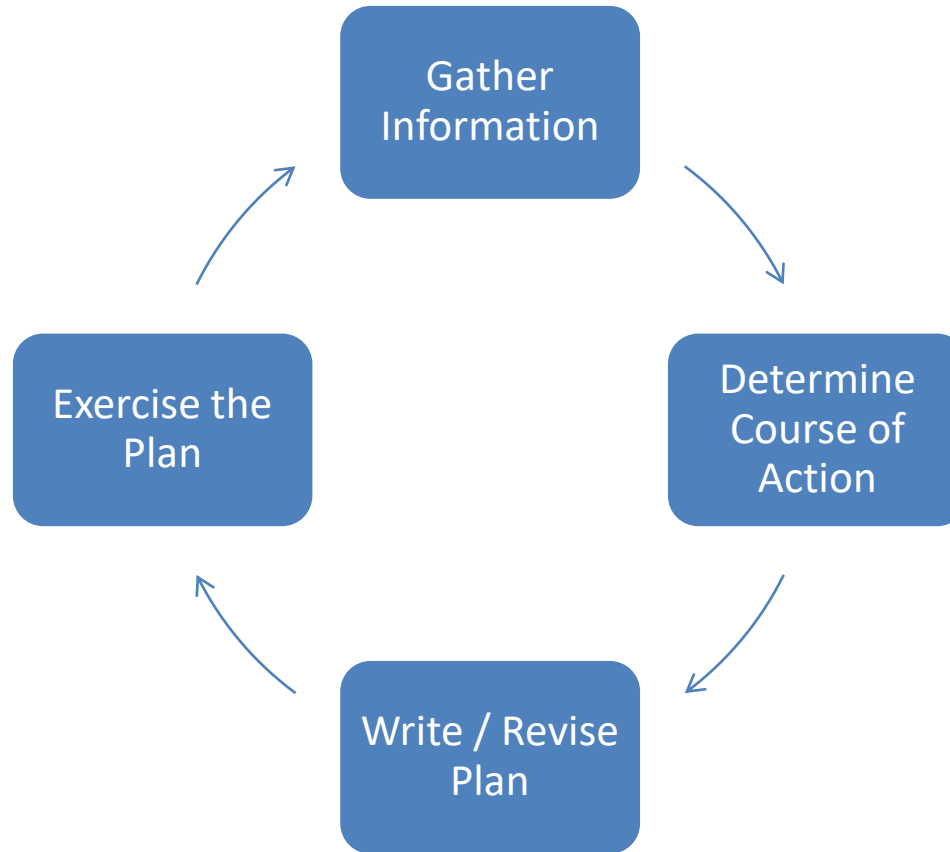 Gather
Information
Determine
Course of
Action
Write / Revise
Plan
Exercise the
Plan